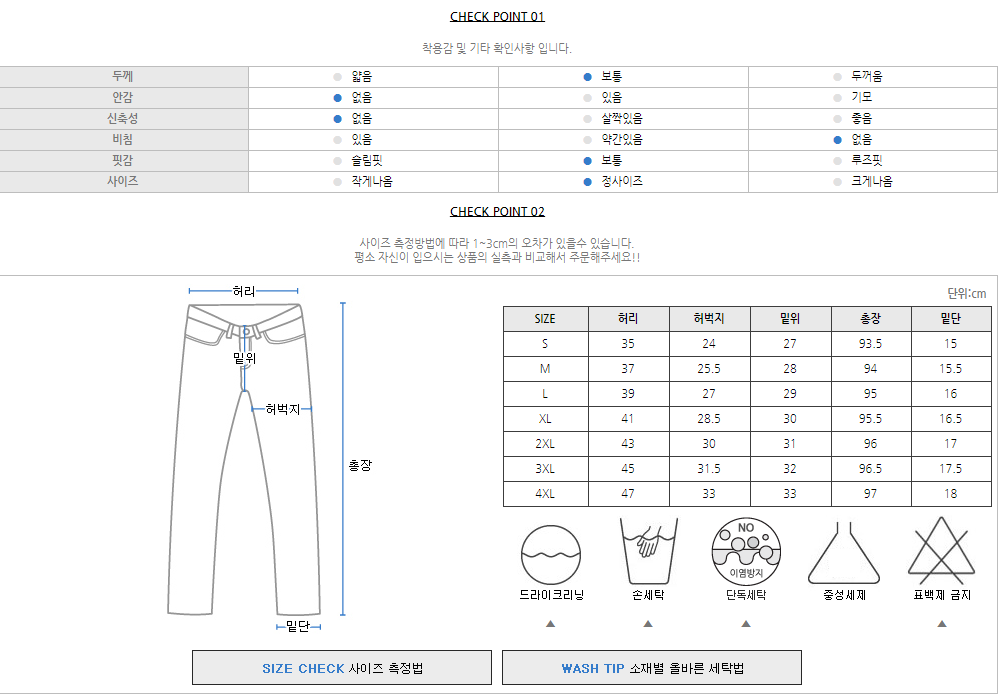 CHECK POINT 01
착용감 및 기타 확인사항 입니다.
두께 얇음 보통 두꺼움
안감 없음 있음 기모
신축성 없음 살짝있음 좋음
비침 있음 약간있음 없음
핏감 슬림핏 보통 루즈핏
사이즈 작게나옴 정사이즈 크게나옴
CHECK POINT 02
사이즈 측정방법에 따라 1~3cm의 오차가 있을수 있습니다.
평소 자신이 입으시는 상품의 실측과 비교해서 주문해주세요!!
허리
밑위
허벅지
총장
밑단
단위:cm
SIZE 허리 허벅지 밑위 총장 밑단
S 35 24 27 93.5 15
M 37 25.5 28 94 15.5
L 39 27 29 95 16
XL 41 28.5 30 95.5 16.5
2XL 43 30 31 96 17
3XL 45 31.5 32 96.5 17.5
4XL 47 33 33 97 18
NO
이염방지
드라이크리닝 손세탁 단독세탁 중성세제 표백제 금지
SIZE CHECK 사이즈 측정법
WASH TIP 소재별 올바른 세탁법